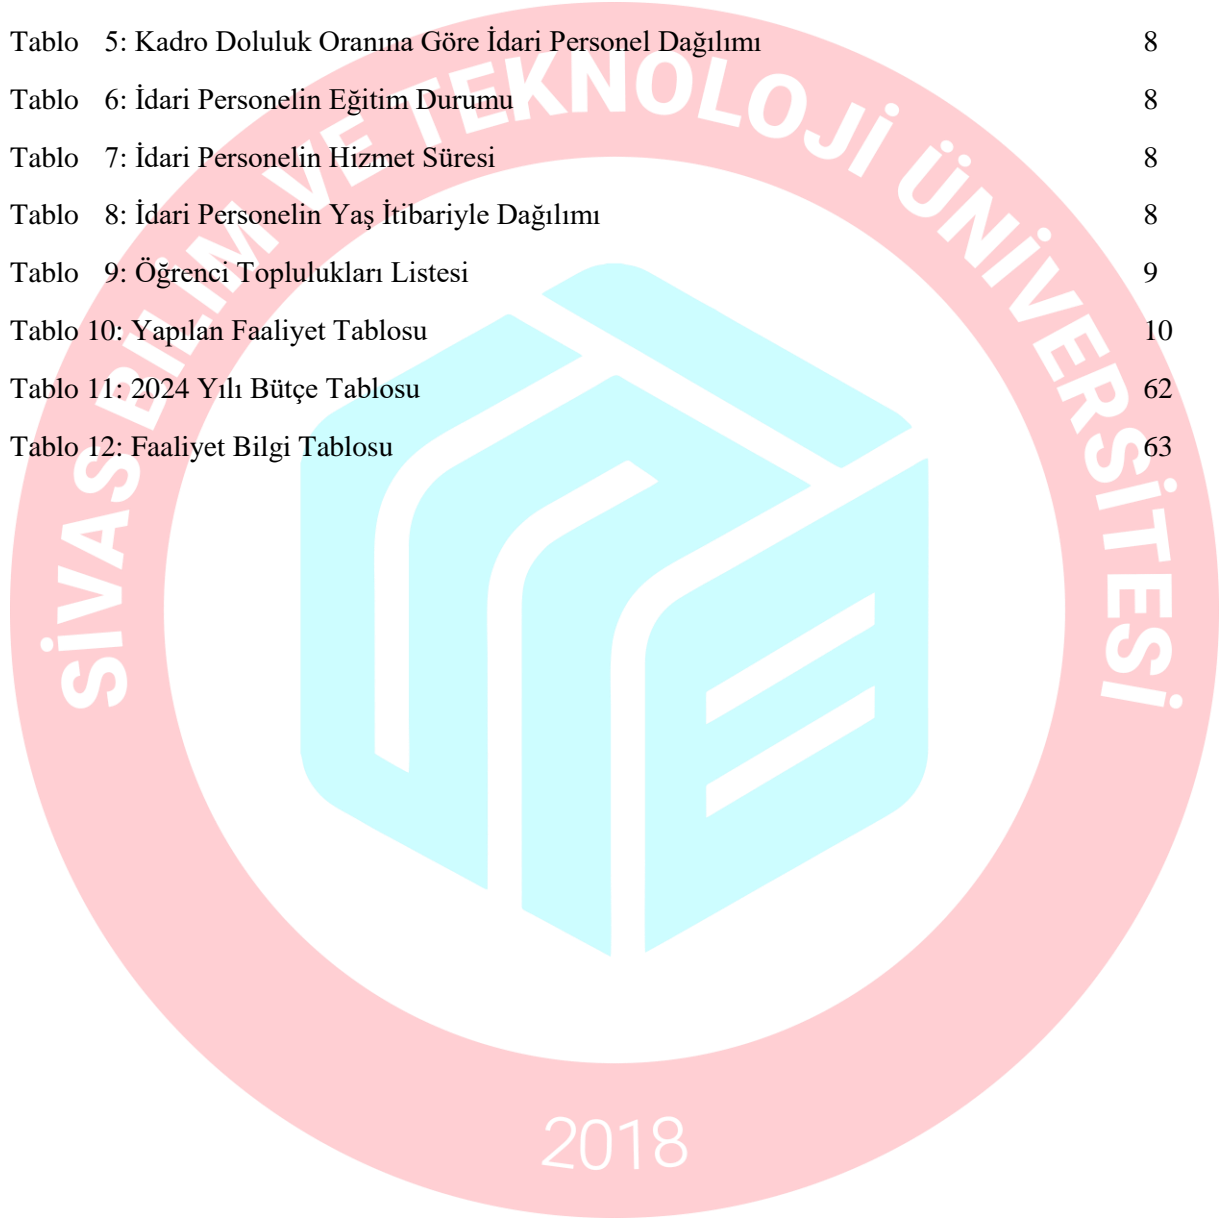 Tablo 5: Kadro Doluluk Oranına Göre İdari Personel Dağılımı 8
Tablo 6: İdari Personelin Eğitim Durumu 8
Tablo 7: İdari Personelin Hizmet Süresi 8
Tablo 8: İdari Personelin Yaş İtibariyle Dağılımı 8
Tablo 9: Öğrenci Toplulukları Listesi 9
Tablo 10: Yapılan Faaliyet Tablosu 10
Tablo 11: 2024 Yılı Bütçe Tablosu 62
Tablo 12: Faaliyet Bilgi Tablosu 63
SİVAS BİLİM VE TEKNOLOJİ ÜNİVERSİTESİ
2018